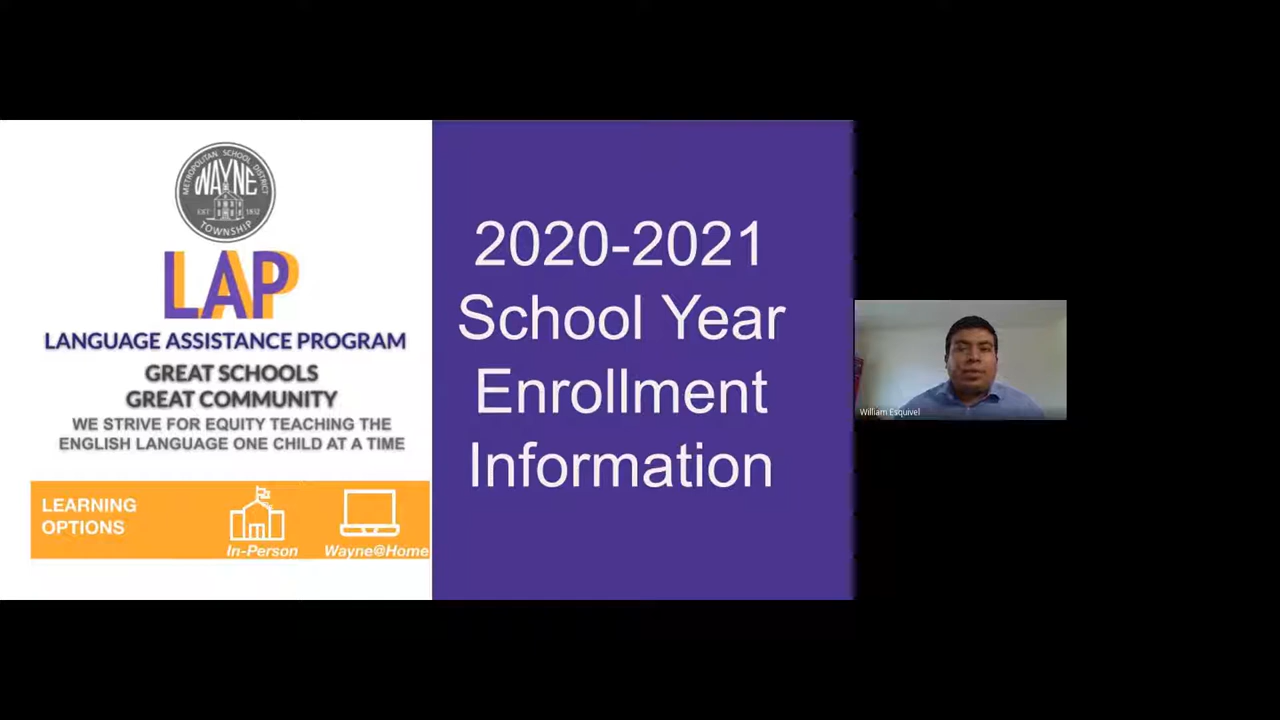 METROPOLITAN SCHOOL DISTRICT
WAYNE
EST 1832
TOWNSHIP
LAP
LANGUAGE ASSISTANCE PROGRAM
GREAT SCHOOLS
GREAT COMMUNITY
WE STRIVE FOR EQUITY TEACHING THE
ENGLISH LANGUAGE ONE CHILD AT A TIME
LEARNING
OPTIONS
In-Person
Wayne@Home
2020-2021
School Year
Enrollment
Information
William Esquivel